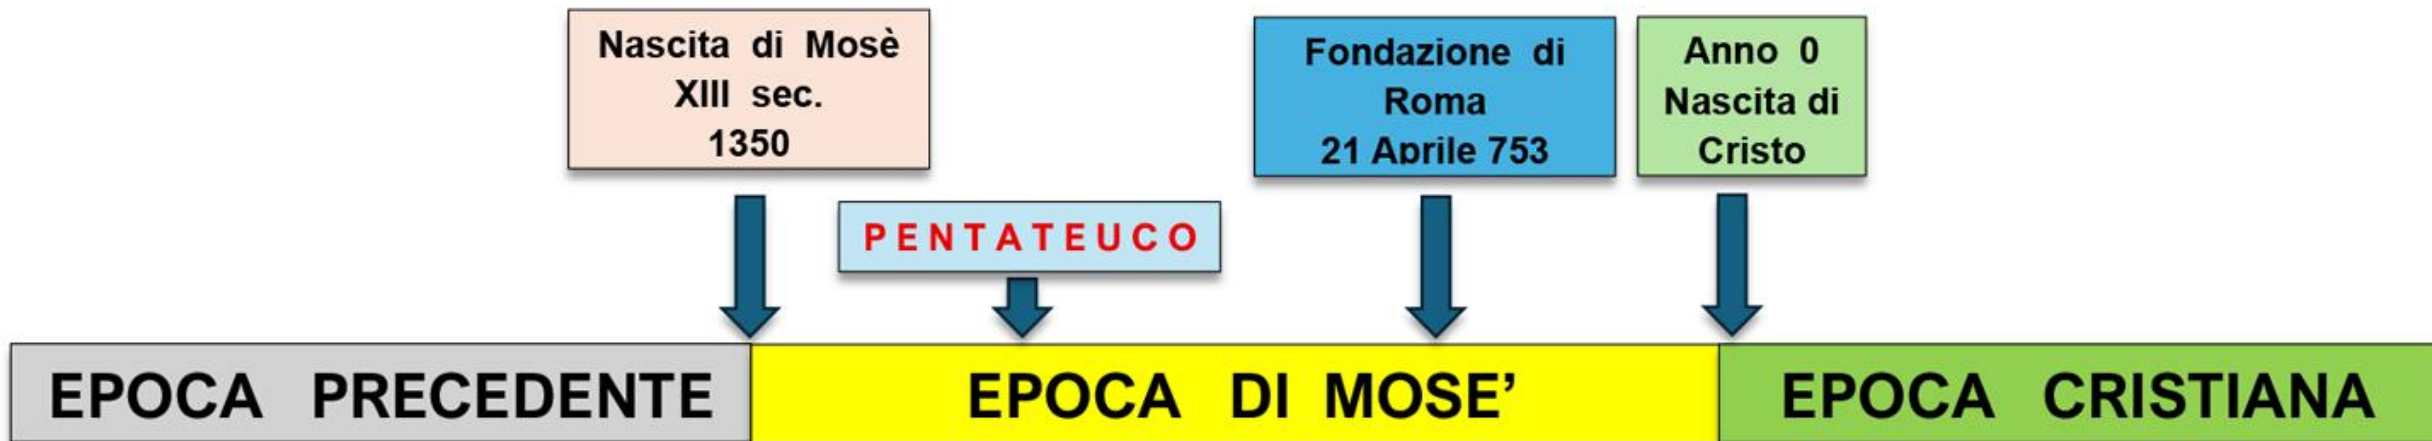 Nascita di Mosè
XIII sec.
1350
Fondazione di
Roma
21 Aprile 753
Anno 0
Nascita di
Cristo
PENTATEUCO
EPOCA PRECEDENTE
EPOCA DI MOSE’
EPOCA CRISTIANA